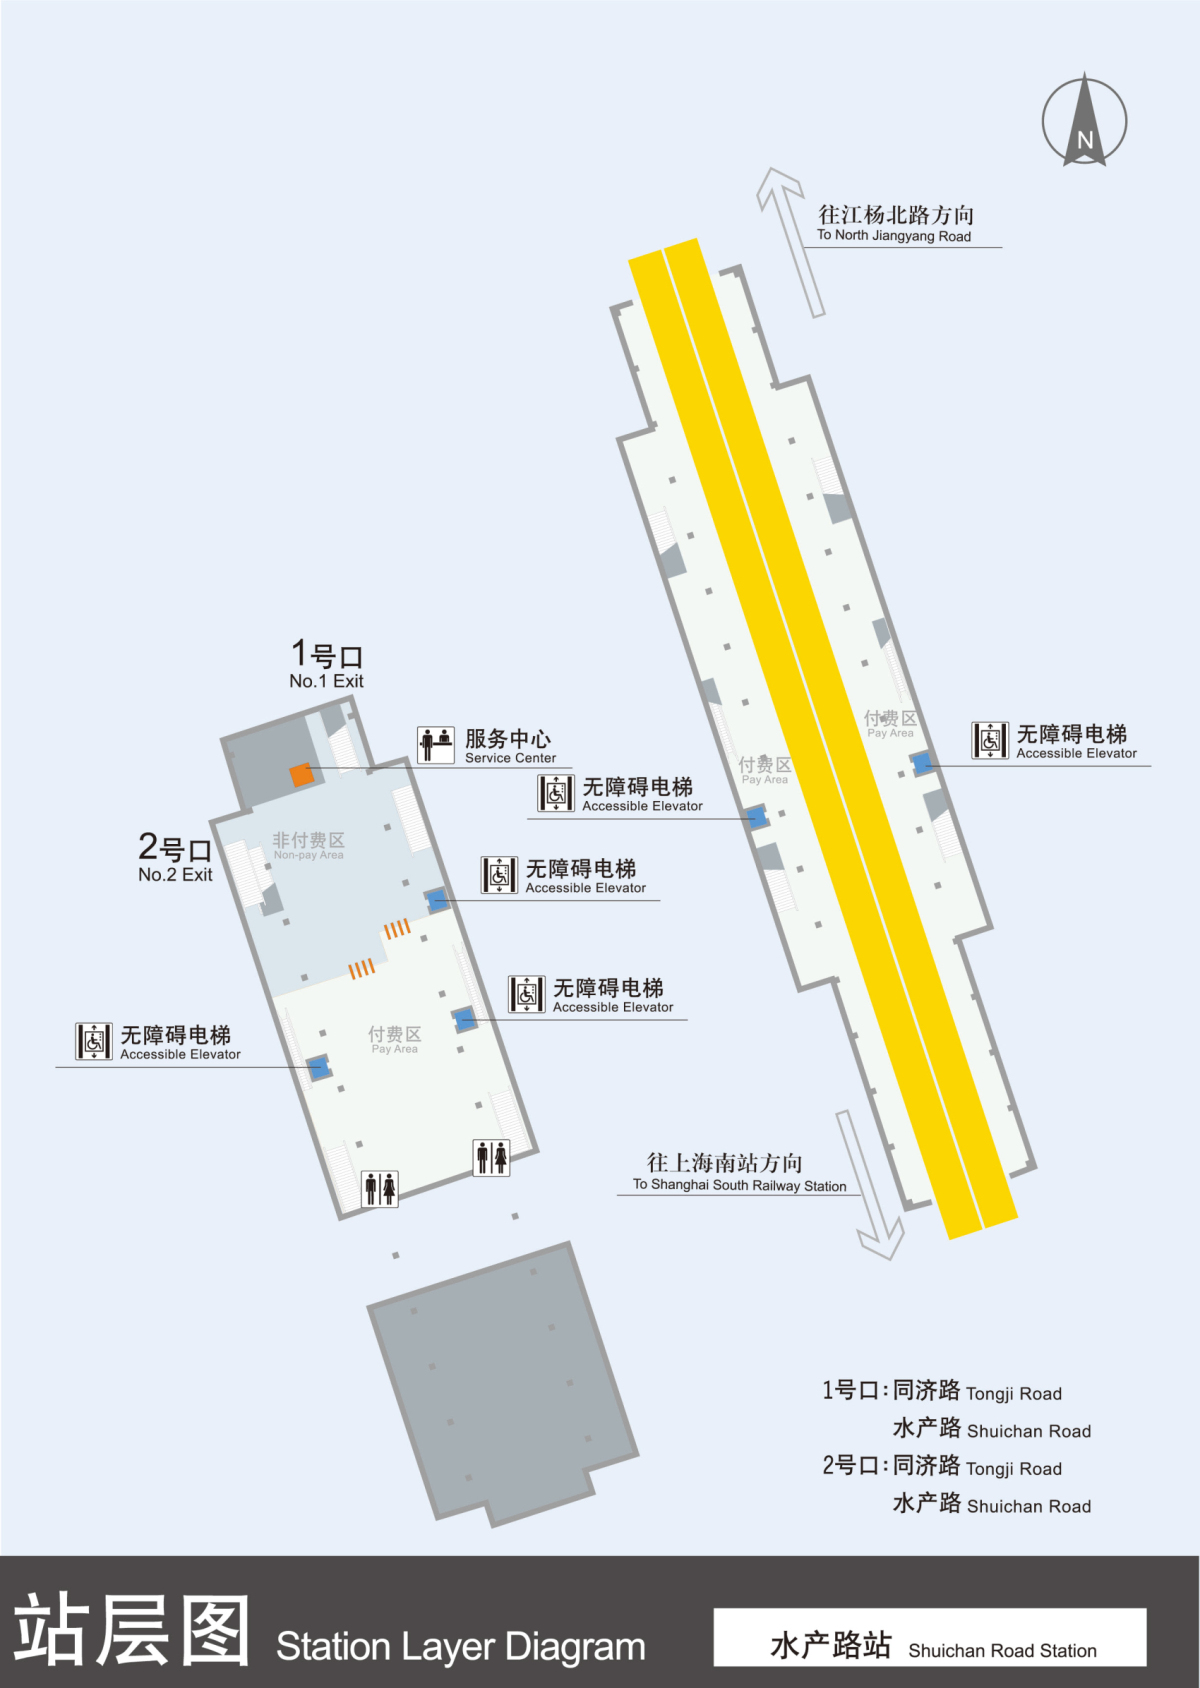 N
往江杨北路方向
To North Jiangyang Road
1号口
No.1 Exit
服务中心
Service Center
付费区
Pay Area
无障碍电梯
Accessible Elevator
付费区
Pay Area
无障碍电梯
Accessible Elevator
2号口
No.2 Exit
非付费区
Non-pay Area
无障碍电梯
Accessible Elevator
无障碍电梯
Accessible Elevator
无障碍电梯
Accessible Elevator
付费区
Pay Area
往上海南站方向
To Shanghai South Railway Station
1号口：同济路 Tongji Road
水产路 Shuichan Road
2号口：同济路 Tongji Road
水产路 Shuichan Road
站层图 Station Layer Diagram
水产路站 Shuichan Road Station